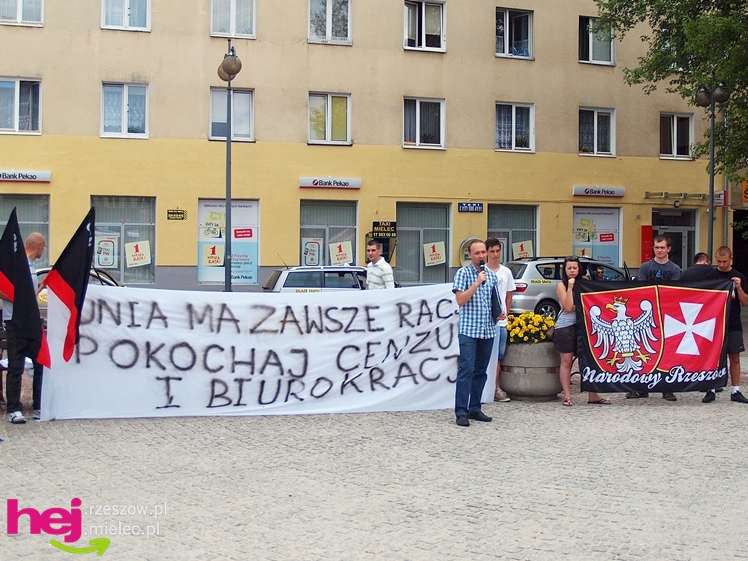 Bank Pekao
Bank Pekao
Bank Pekao
TAXI
MIELEC
UNIA MA ZAWSZE RAC
POKOCHAJ CENZU
I BIUROKRACJ
Narodowy Rzeszów
hej.rzeszow.pl
.mielec.pl